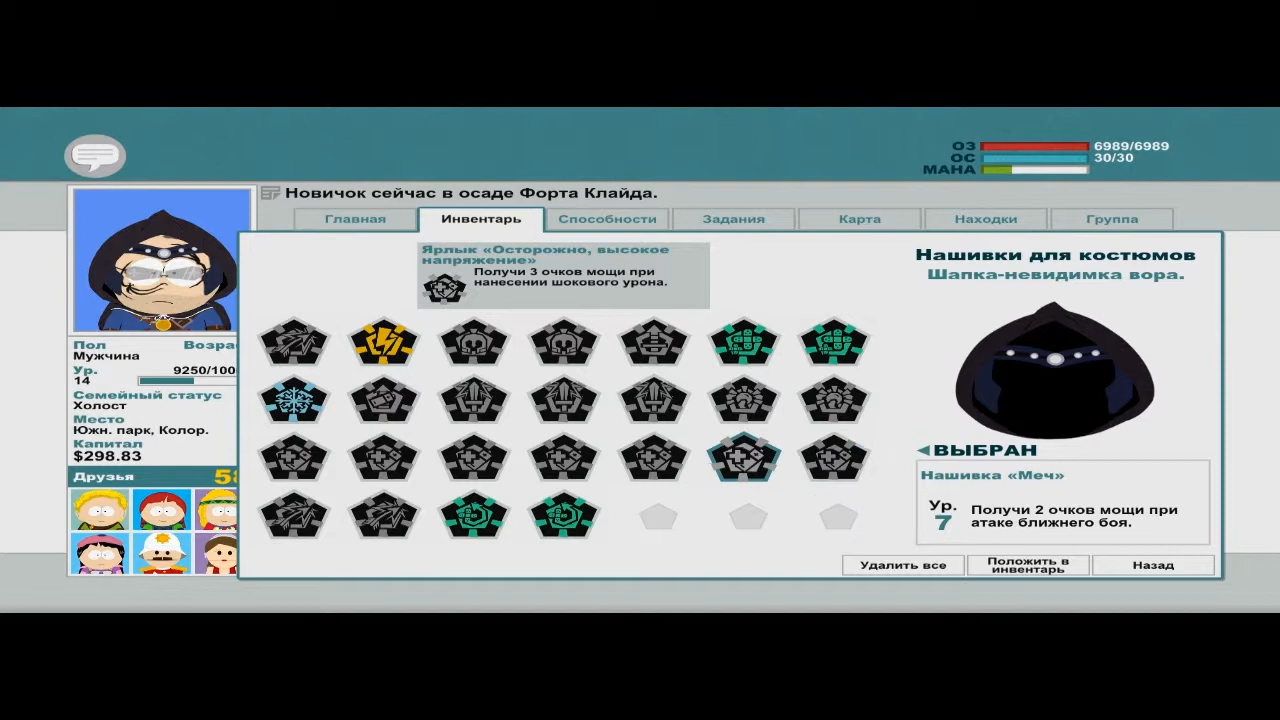 ОЗ 6989/6989
ОС 30/30
МАНА
Новичок сейчас в осаде Форта Клайда.
Главная
Инвентарь
Способности
Задания
Карта
Находки
Группа
Ярлык «Осторожно, высокое
напряжение»
Получи 3 очков мощи при
нанесении шокового урона.
Нашивки для костюмов
Шапка-невидимка вора.
Пол
Мужчина
Ур. 9250/100
14
Семейный статус
Холост
Место
Южн. парк, Колор.
Капитал
$298.83
Друзья
ВЫБРАН
Нашивка «Меч»
Ур.
7
Получи 2 очков мощи при
атаке ближнего боя.
Удалить все
Положить в
инвентарь
Назад